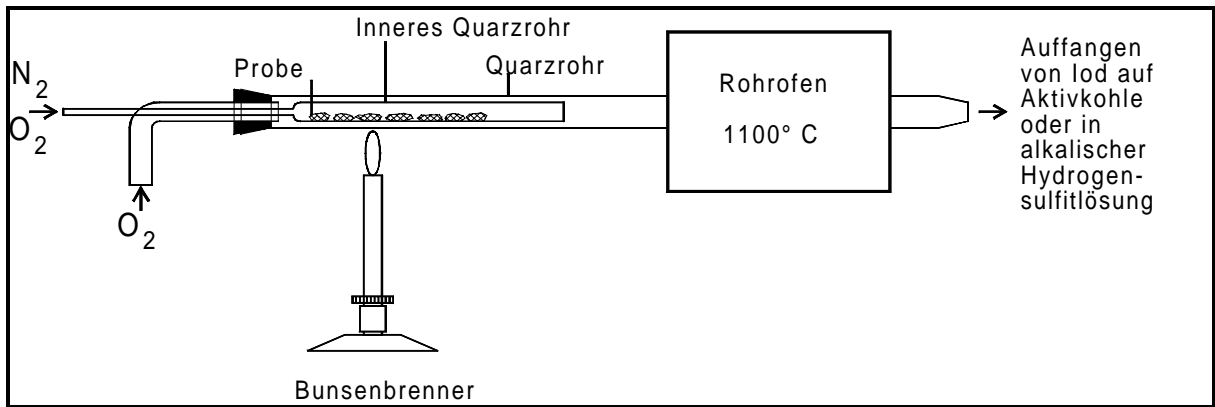 Inneres Quarzrohr
Probe
Quarzrohr
N2
O2
O2
Rohrofen
1100° C
Auffangen
von Iod auf
Aktivkohle
oder in
alkalischer
Hydrogen-
sulfitlösung
Bunsenbrenner